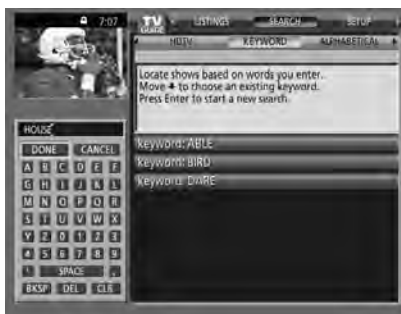 7:07
TV GUIDE LISTINGS SEARCH SETUP
HDTV KEYWORD ALPHABETICAL
Locate shows based on words you enter.
Move to choose an existing keyword.
Press Enter to start a new search.
HOUSE
DONE CANCEL
A B C D E F
G H I J K L
M N O P Q R
S T U V W X
Y Z 0 1 2 3
4 5 6 7 8 9
' SPACE ,
BKSP DEL CLR
keyword: ABLE
keyword: BIRD
keyword: DARE